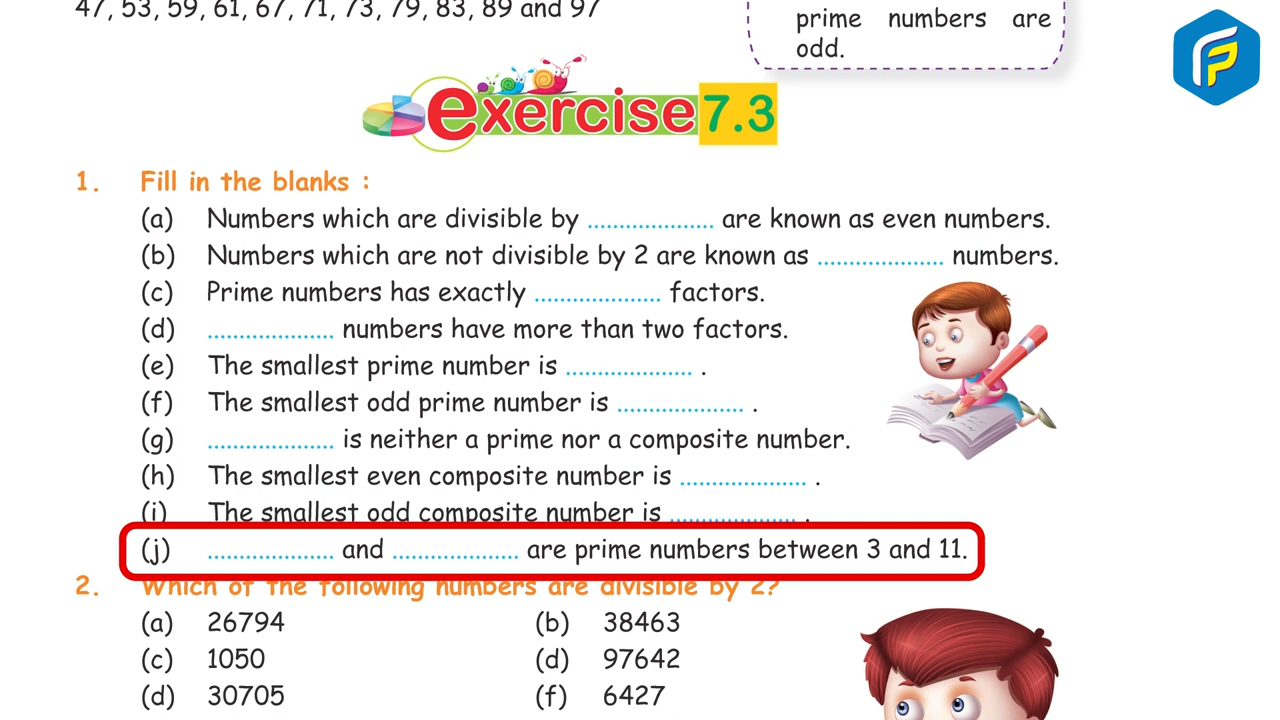 47, 53, 59, 61, 67, 71, 73, 79, 83, 89 and 97
prime numbers are
odd.
exercise 7.3
1. Fill in the blanks :
(a) Numbers which are divisible by .................... are known as even numbers.
(b) Numbers which are not divisible by 2 are known as .................... numbers.
(c) Prime numbers has exactly .................... factors.
(d) .................... numbers have more than two factors.
(e) The smallest prime number is .................... .
(f) The smallest odd prime number is .................... .
(g) .................... is neither a prime nor a composite number.
(h) The smallest even composite number is .................... .
(i) The smallest odd composite number is .................... .
(j) .................... and .................... are prime numbers between 3 and 11.
2. Which of the following numbers are divisible by 2?
(a) 26794 (b) 38463
(c) 1050 (d) 97642
(d) 30705 (f) 6427